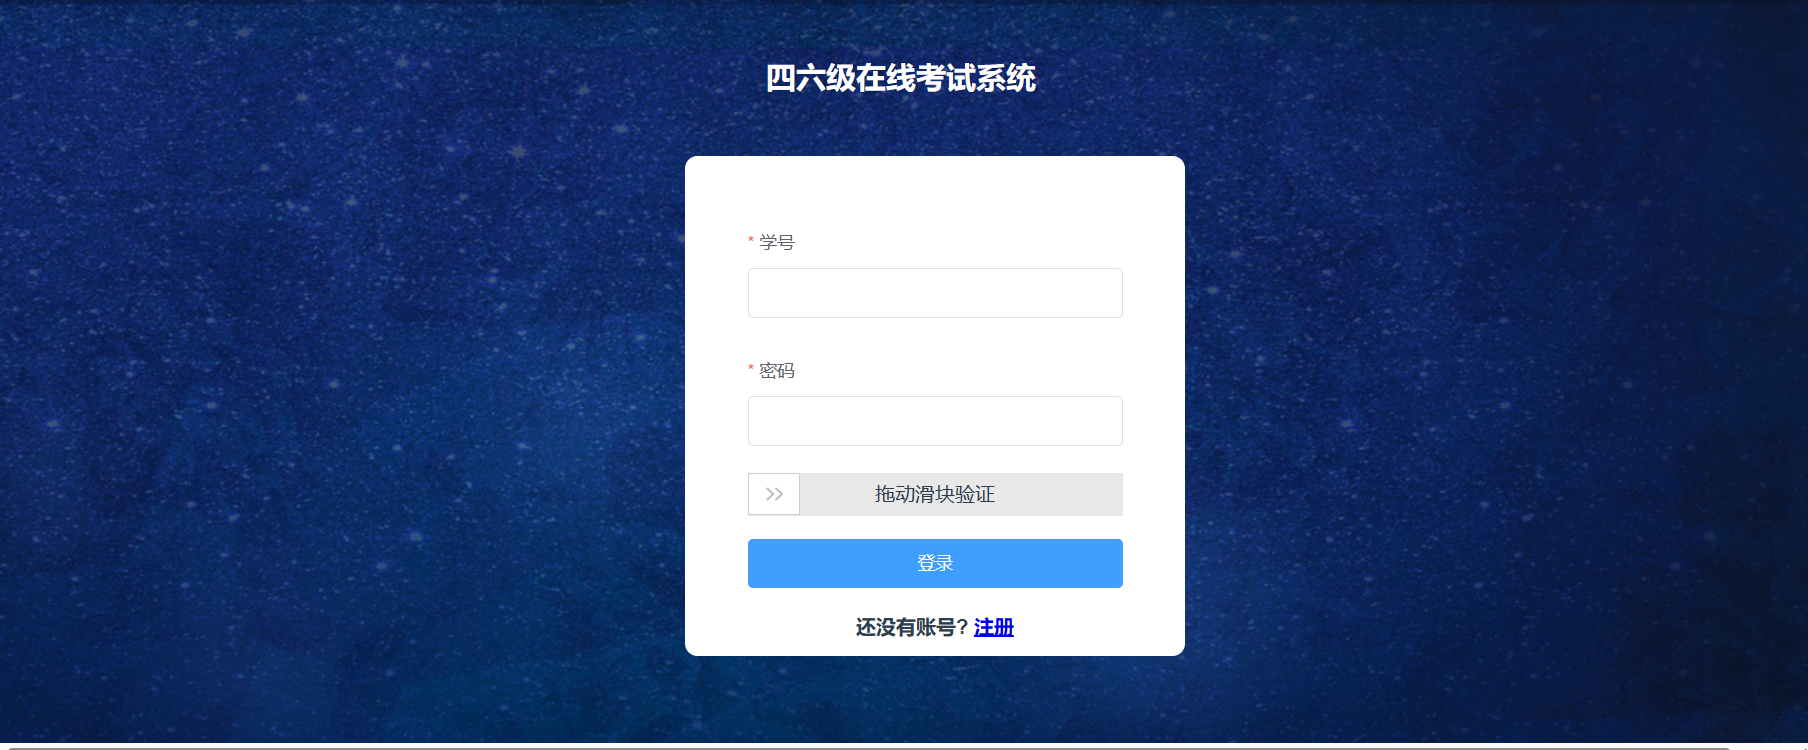 四六级在线考试系统
* 学号
* 密码
拖动滑块验证
登录
还没有账号? 注册